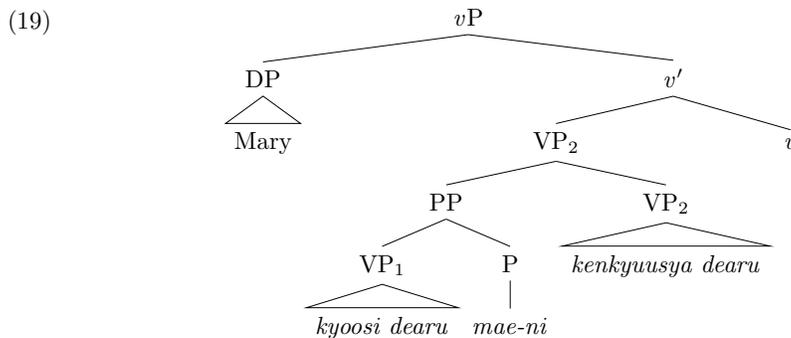 (19) vP
DP v′
Mary VP₂
PP VP₂
VP₁ P kenkyuusya dearu
kyoosi dearu mae-ni